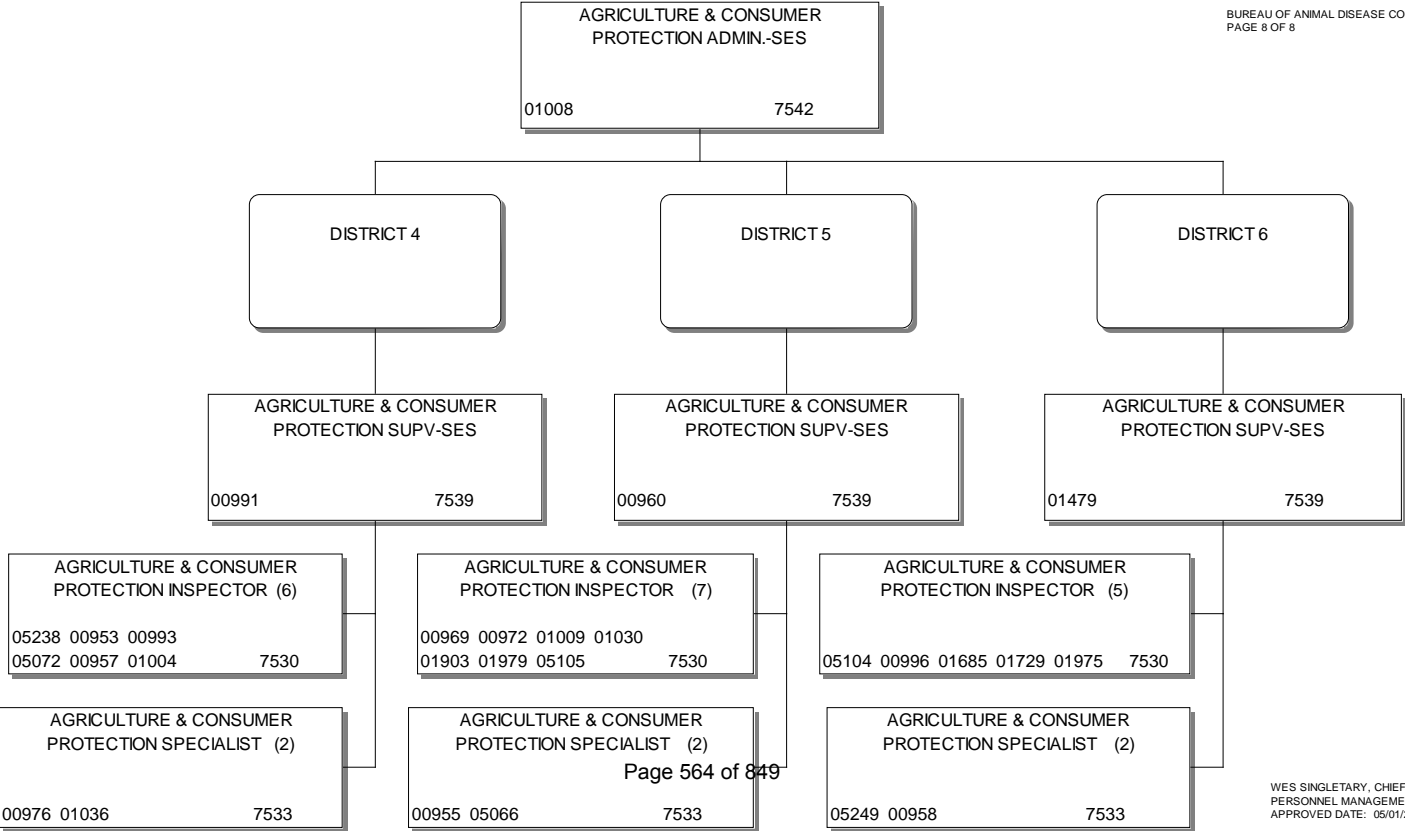 AGRICULTURE & CONSUMER
PROTECTION ADMIN.-SES
01008 7542
BUREAU OF ANIMAL DISEASE CO
PAGE 8 OF 8
DISTRICT 4
DISTRICT 5
DISTRICT 6
AGRICULTURE & CONSUMER
PROTECTION SUPV-SES
00991 7539
AGRICULTURE & CONSUMER
PROTECTION SUPV-SES
00960 7539
AGRICULTURE & CONSUMER
PROTECTION SUPV-SES
01479 7539
AGRICULTURE & CONSUMER
PROTECTION INSPECTOR (6)
05238 00953 00993
05072 00957 01004 7530
AGRICULTURE & CONSUMER
PROTECTION INSPECTOR (7)
00969 00972 01009 01030
01903 01979 05105 7530
AGRICULTURE & CONSUMER
PROTECTION INSPECTOR (5)
05104 00996 01685 01729 01975 7530
AGRICULTURE & CONSUMER
PROTECTION SPECIALIST (2)
00976 01036 7533
AGRICULTURE & CONSUMER
PROTECTION SPECIALIST (2)
00955 05066 7533
AGRICULTURE & CONSUMER
PROTECTION SPECIALIST (2)
05249 00958 7533
Page 564 of 849
WES SINGLETARY, CHIEF
PERSONNEL MANAGEME
APPROVED DATE: 05/01/